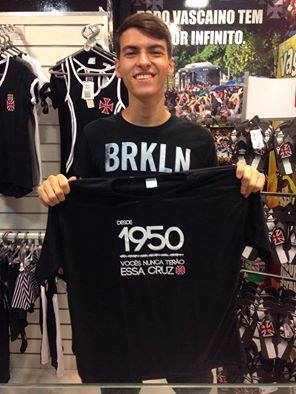 TODO VASCAINO TEM
OR INFINITO.
BRKLN
DESDE
1950
VOCÊS NUNCA TERÃO
ESSA CRUZ